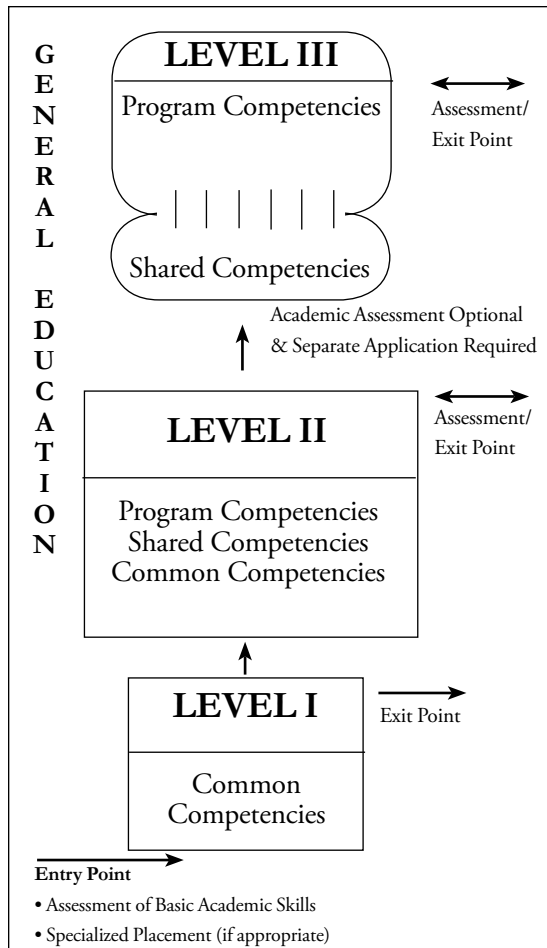 GENERAL EDUCATION
LEVEL III
Program Competencies
Assessment/
Exit Point
Shared Competencies
Academic Assessment Optional
& Separate Application Required
LEVEL II
Assessment/
Exit Point
Program Competencies
Shared Competencies
Common Competencies
LEVEL I
Exit Point
Common
Competencies
Entry Point
• Assessment of Basic Academic Skills
• Specialized Placement (if appropriate)